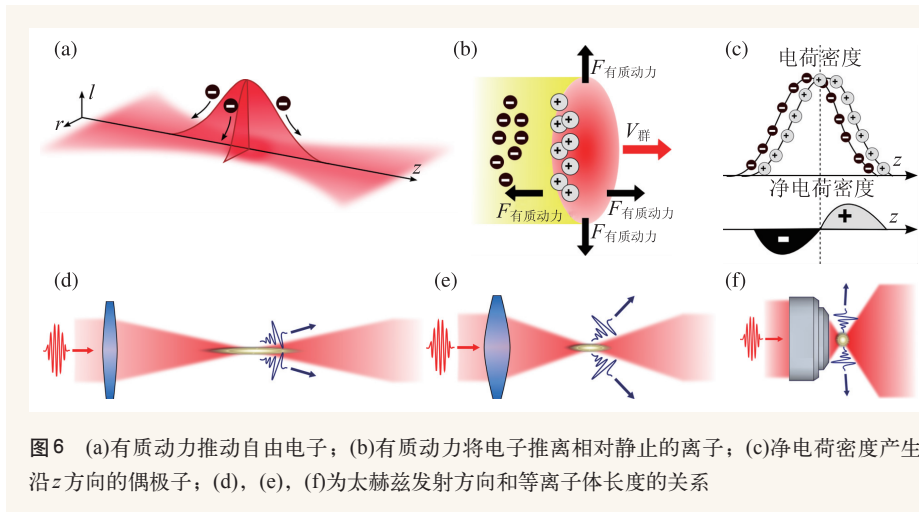 (a)
l
r
z
(b)
F有质动力
V群
F有质动力
F有质动力
F有质动力
(c)
电荷密度
z
净电荷密度
z
(d)
(e)
(f)
图6 (a)有质动力推动自由电子；(b)有质动力将电子推离相对静止的离子；(c)净电荷密度产生
沿z方向的偶极子；(d)，(e)，(f)为太赫兹发射方向和等离子体长度的关系